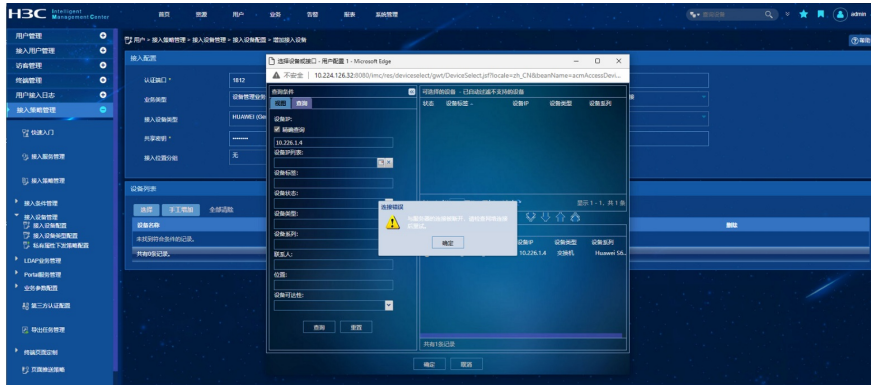 H3C Intelligent Management Center
首页 资源 用户 业务 告警 报表 系统管理
admin
用户管理
接入用户管理
访客管理
终端管理
用户接入日志
接入策略管理
快速入门
接入服务管理
接入策略管理
接入条件管理
接入设备管理
接入设备配置
接入设备类型配置
私有属性下发策略配置
LDAP业务管理
Portal服务管理
业务参数配置
第三方认证配置
导出任务管理
终端页面定制
页面推送策略
用户 > 接入策略管理 > 接入设备管理 > 接入设备配置 > 增加接入设备
帮助
接入配置
认证端口 *
1812
业务类型
设备管理业务
接入设备类型
HUAWEI (Gen
共享密钥 *
接入位置分组
无
设备列表
选择 手工增加 全部清除
设备名称
删除
未找到符合条件的记录。
共有0条记录。
选择设备或接口 - 用户配置 1 - Microsoft Edge
不安全 | 10.224.126.32:8080/imc/res/deviceselect/gwt/DeviceSelect.jsf?locale=zh_CN&beanName=acmAccessDevi...
查询条件
视图 查询
设备IP:
精确查询
10.226.1.4
设备IP列表:
设备标签:
设备状态:
设备类型:
设备系列:
联系人:
位置:
设备可达性:
查询 重置
可选择的设备 - 已自动过滤不支持的设备
状态 设备标签 设备IP 设备类型 设备系列
显示 1 - 1, 共 1 条
设备IP 设备类型 设备系列
10.226.1.4 交换机 Huawei S6...
共有1条记录
确定 取消
连接错误
确定